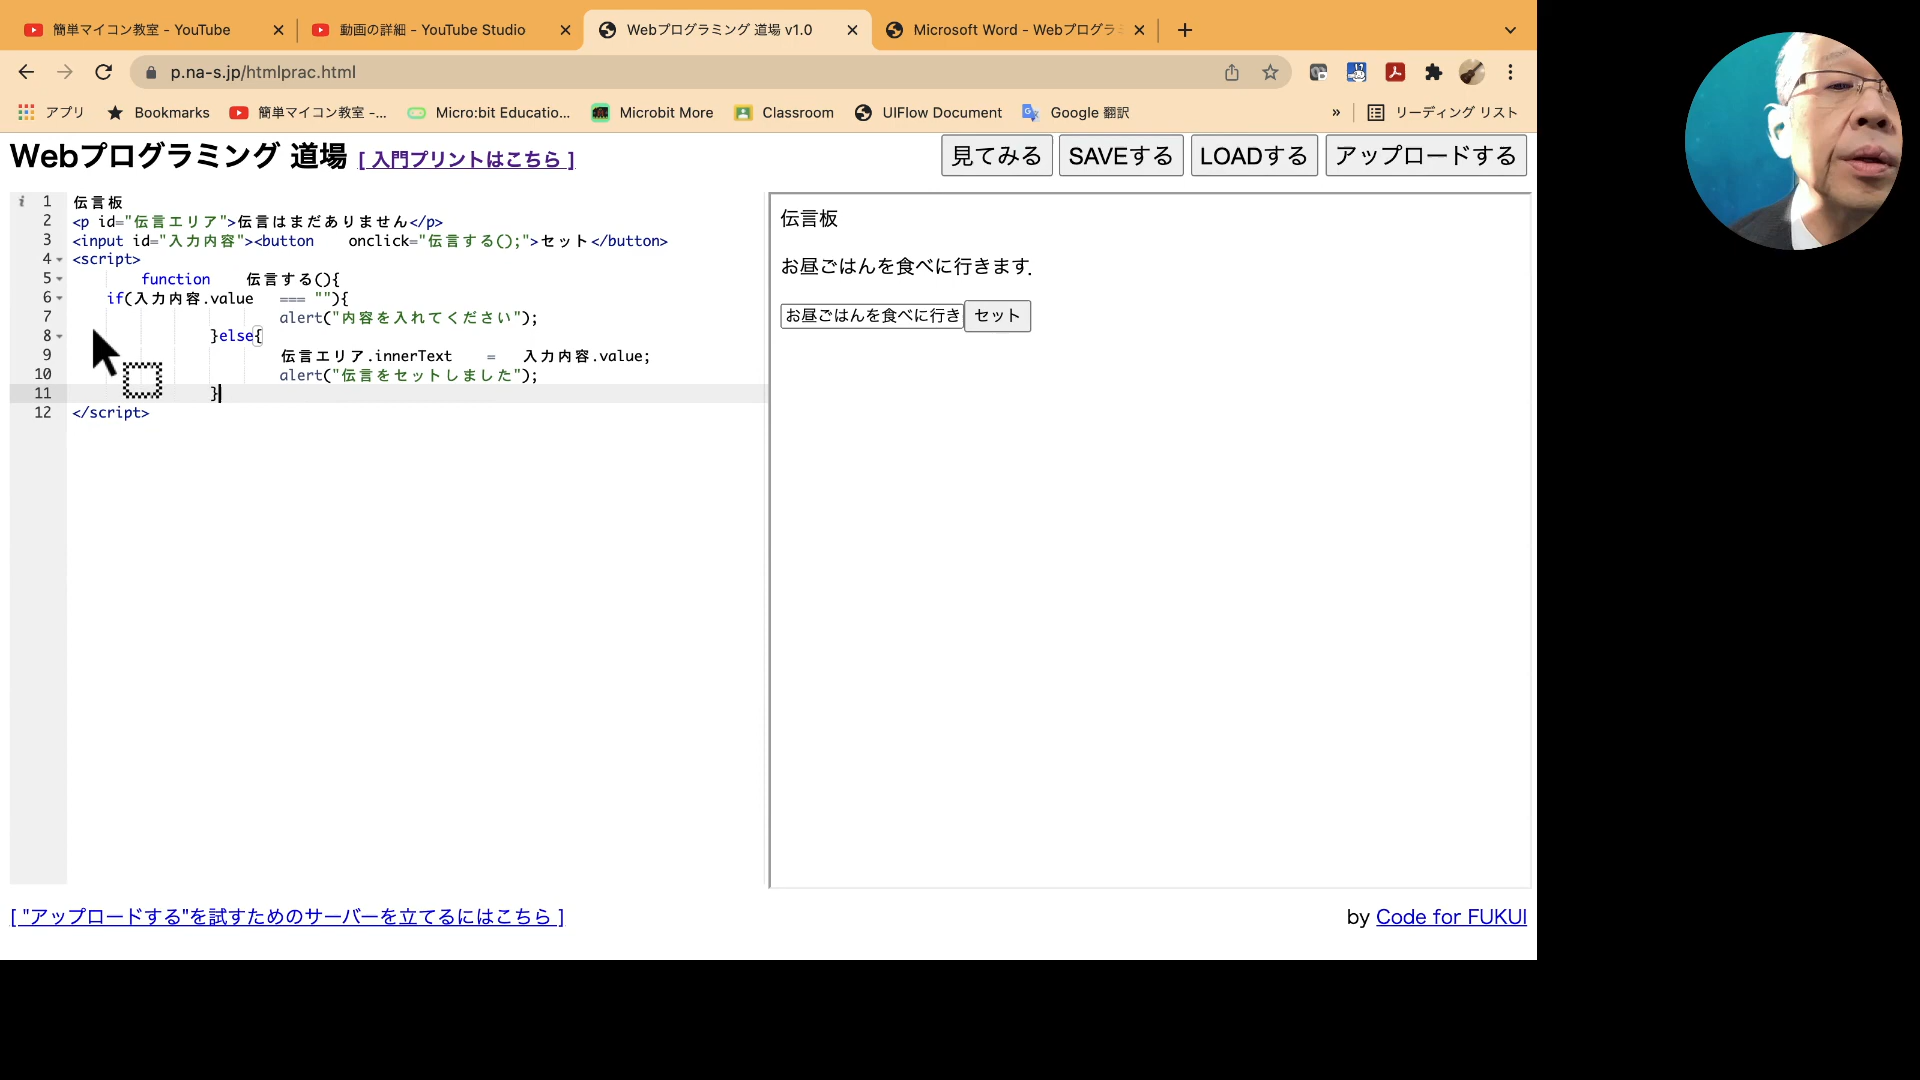 簡単マイコン教室 - YouTube
動画の詳細 - YouTube Studio
Webプログラミング 道場 v1.0
Microsoft Word - Webプログラ
p.na-s.jp/htmlprac.html
アプリ
Bookmarks
簡単マイコン教室 -...
Micro:bit Educatio...
Microbit More
Classroom
UIFlow Document
Google 翻訳
»
リーディング リスト
Webプログラミング 道場 [ 入門プリントはこちら ]
見てみる
SAVEする
LOADする
アップロードする
1 伝言板
2 <p id="伝言エリア">伝言はまだありません</p>
3 <input id="入力内容"><button onclick="伝言する();">セット</button>
4 <script>
5 function 伝言する(){
6 if(入力内容.value === ""){
7 alert("内容を入れてください");
8 }else{
9 伝言エリア.innerText = 入力内容.value;
10 alert("伝言をセットしました");
11 }
12 </script>
伝言板
お昼ごはんを食べに行きます.
お昼ごはんを食べに行き
セット
[ "アップロードする"を試すためのサーバーを立てるにはこちら ]
by Code for FUKUI